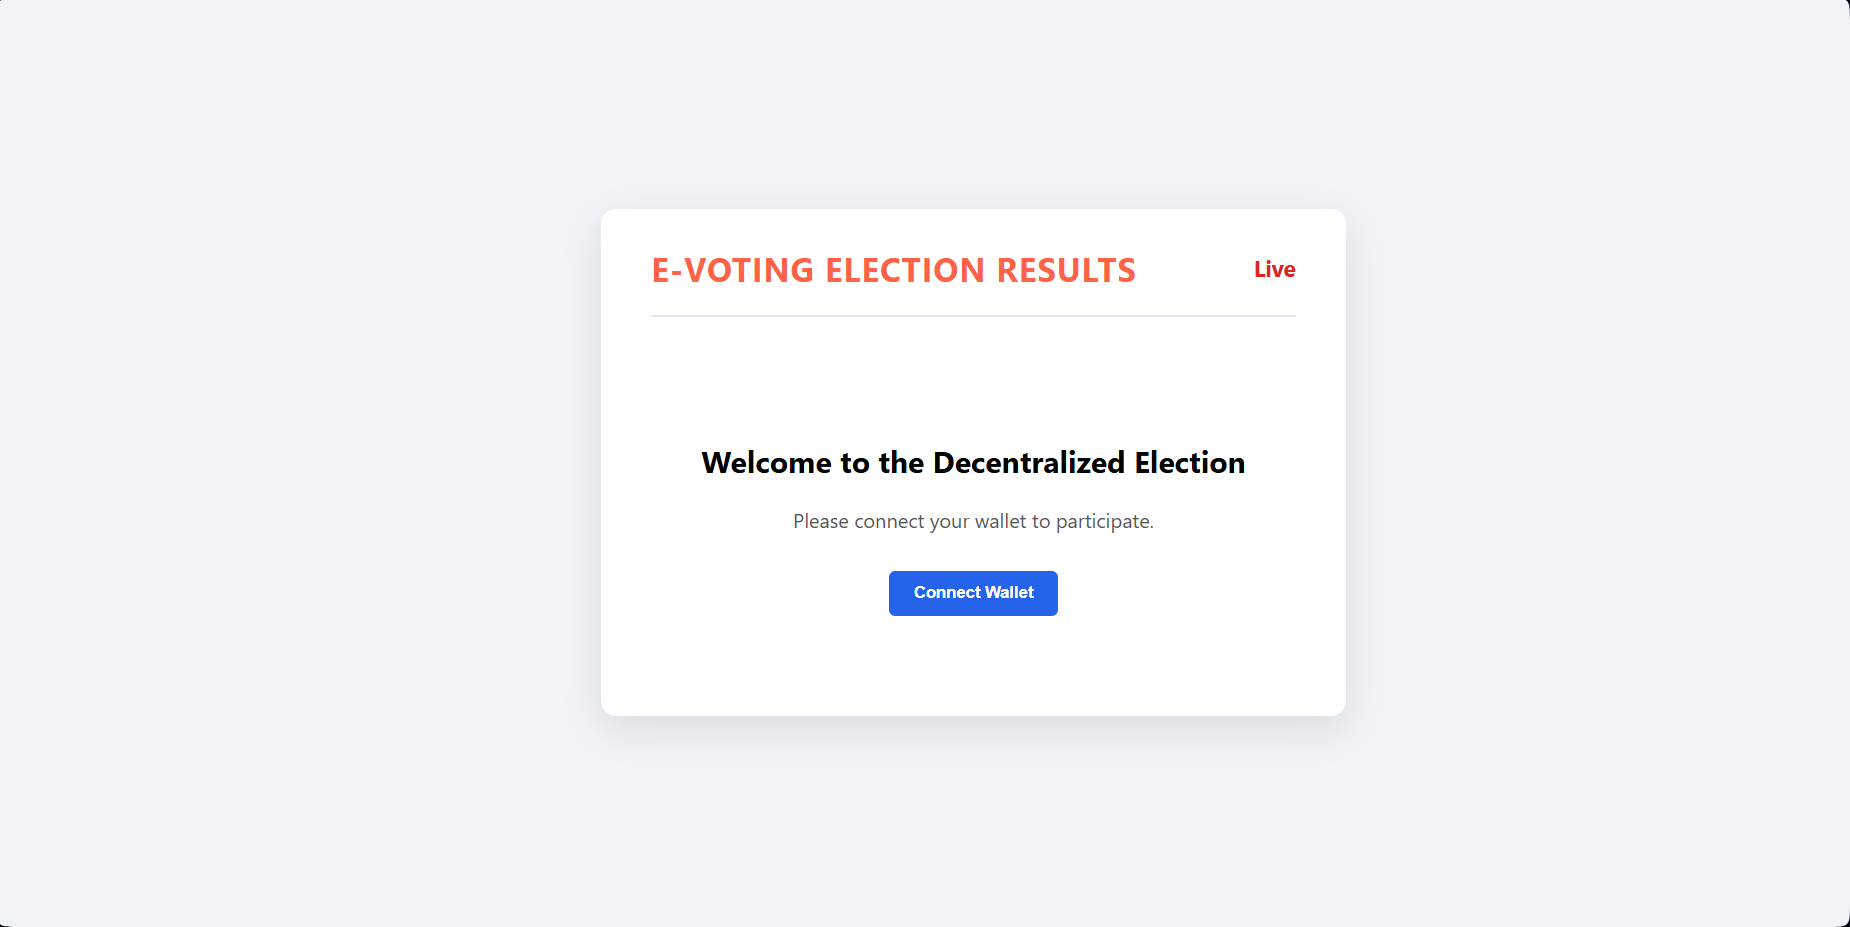 E-VOTING ELECTION RESULTS
Live
Welcome to the Decentralized Election
Please connect your wallet to participate.
Connect Wallet